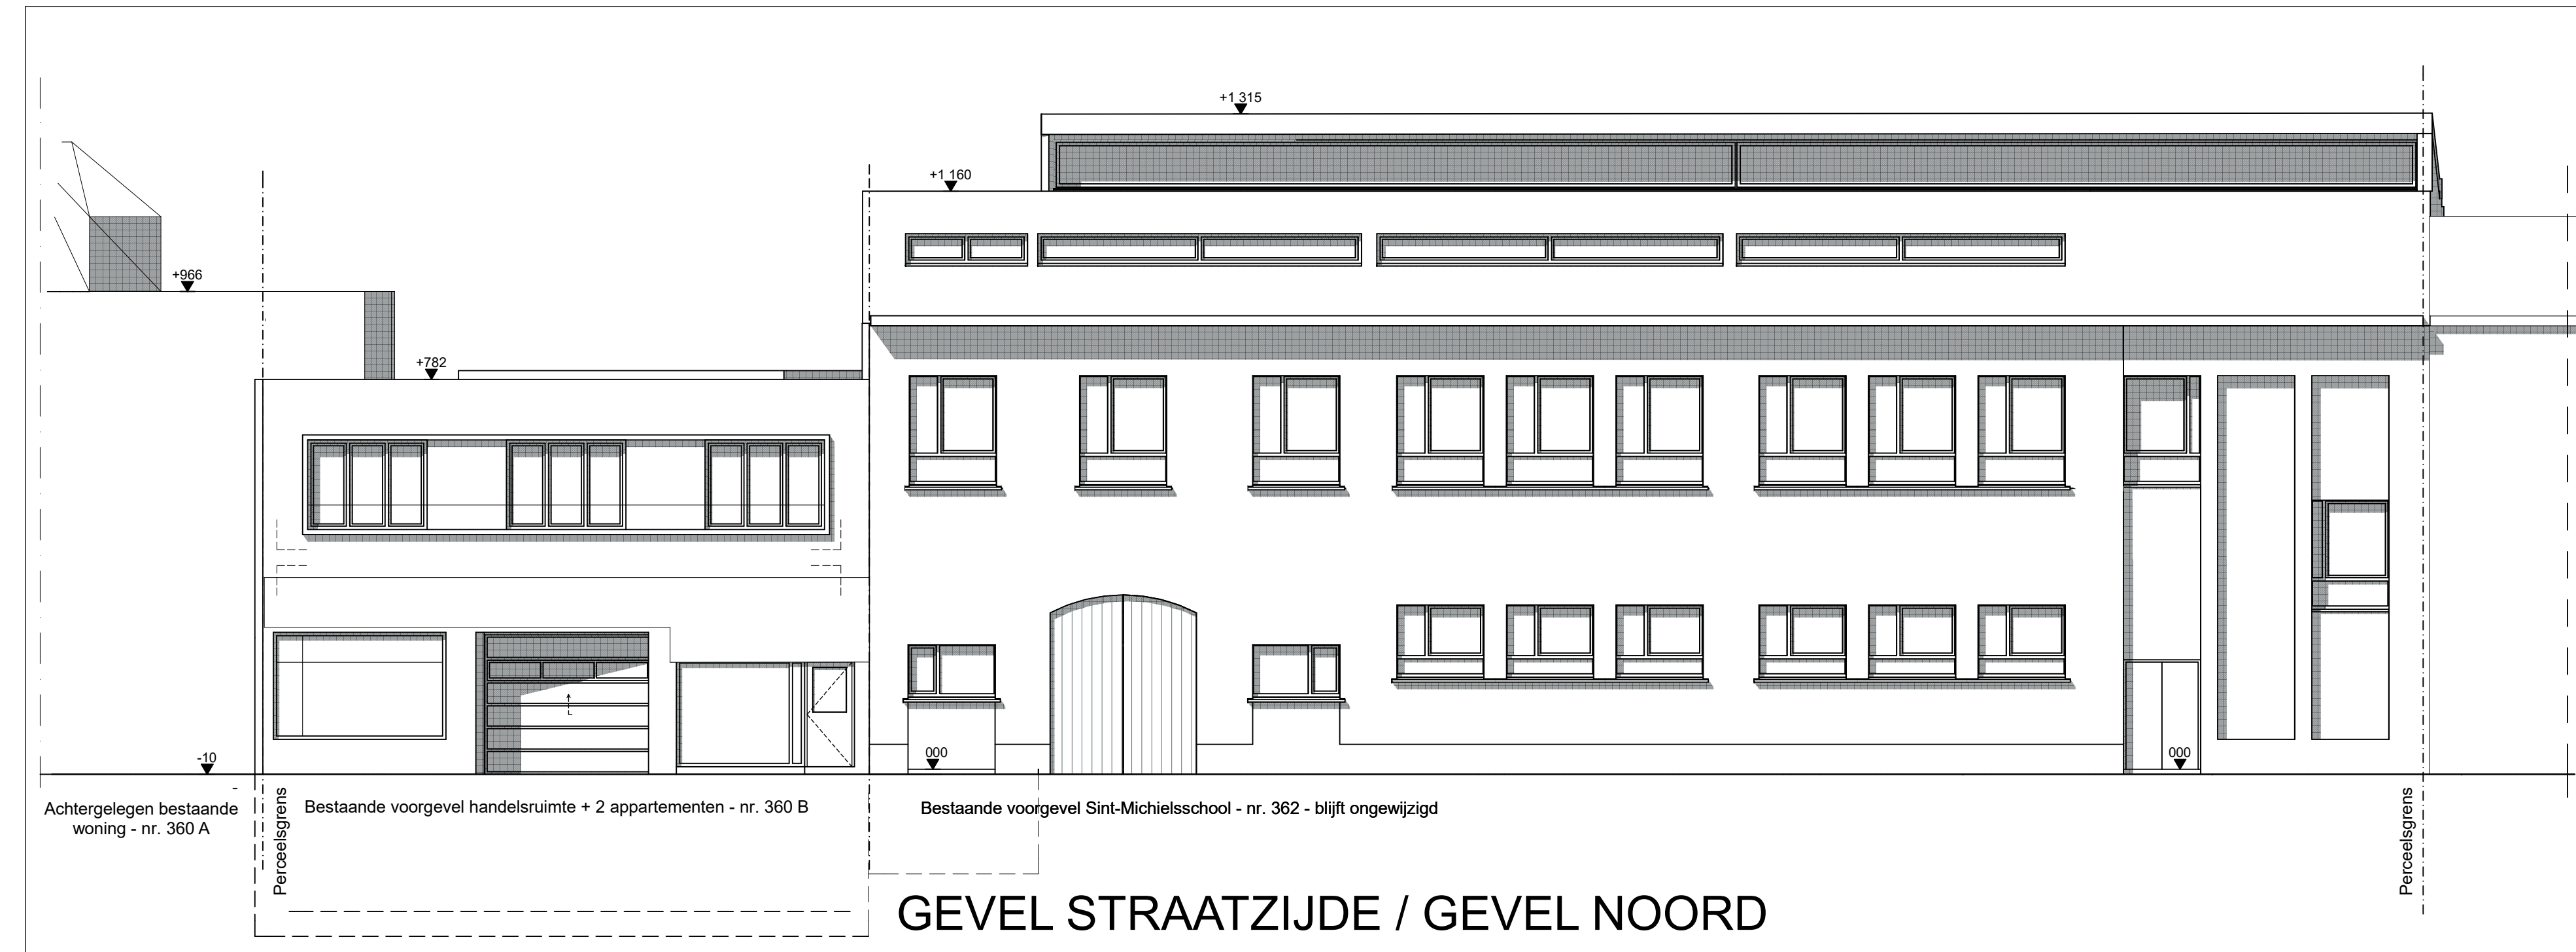 +1 315
+1 160
+966
+782
-10
000
000
Achtergelegen bestaande
woning - nr. 360 A
Perceelsgrens
Bestaande voorgevel handelsruimte + 2 appartementen - nr. 360 B
Bestaande voorgevel Sint-Michielsschool - nr. 362 - blijft ongewijzigd
Perceelsgrens
GEVEL STRAATZIJDE / GEVEL NOORD